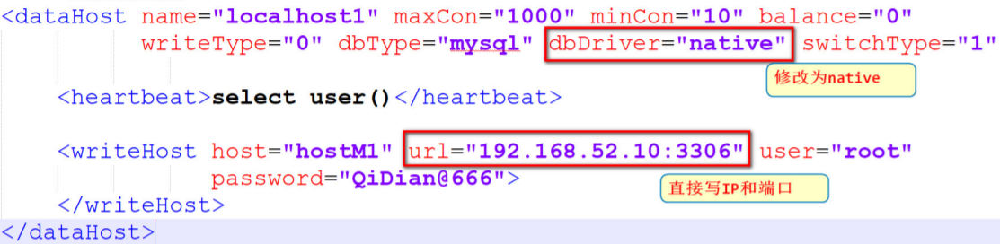 <dataHost name="localhost1" maxCon="1000" minCon="10" balance="0"
writeType="0" dbType="mysql" dbDriver="native" switchType="1"
修改为native
<heartbeat>select user()</heartbeat>
<writeHost host="hostM1" url="192.168.52.10:3306" user="root"
password="QiDian@666">
直接写IP和端口
</writeHost>
</dataHost>